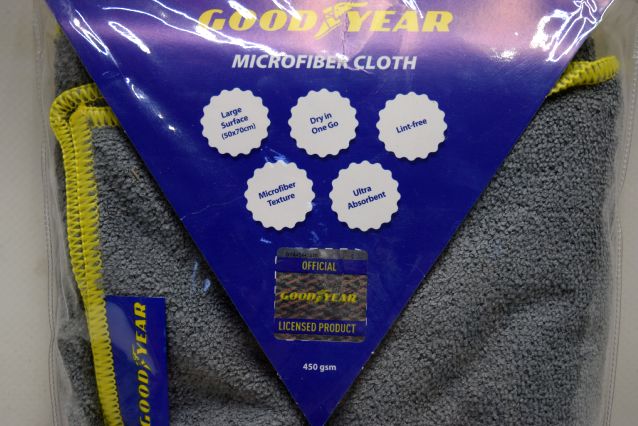 GOODYEAR
MICROFIBER CLOTH
Large
Surface
(50x70cm)
Dry in
One Go
Lint-free
Microfiber
Texture
Ultra
Absorbent
OFFICIAL
GOODYEAR
LICENSED PRODUCT
450 gsm
GOODYEAR